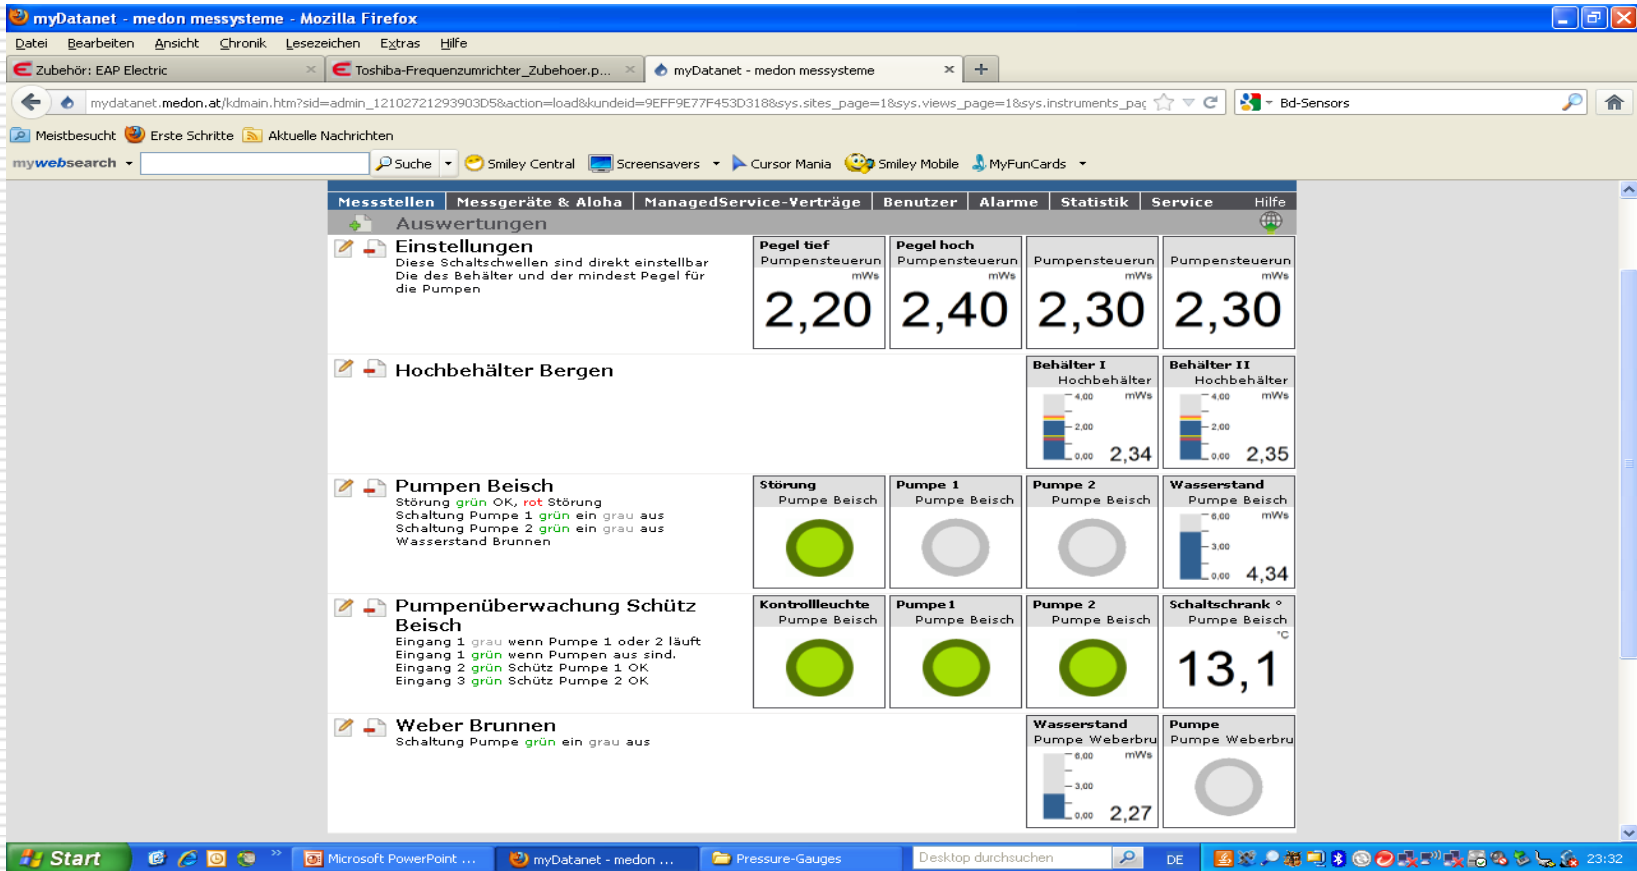 myDatanet - medon messysteme - Mozilla Firefox
Datei Bearbeiten Ansicht Chronik Lesezeichen Extras Hilfe
Zubehör: EAP Electric
Toshiba-Frequenzumrichter_Zubehoer.p...
myDatanet - medon messysteme
mydatanet.medon.at/kdmain.htm?sid=admin_12102721293903D5&action=load&kundeid=9EFF9E77F453D318&sys.sites_page=1&sys.views_page=1&sys.instruments_pag
Bd-Sensors
Meistbesucht Erste Schritte Aktuelle Nachrichten
mywebsearch Suche Smiley Central Screensavers Cursor Mania Smiley Mobile MyFunCards
Messstellen Messgeräte & Aloha ManagedService-Verträge Benutzer Alarme Statistik Service Hilfe
Auswertungen
Einstellungen
Diese Schaltschwellen sind direkt einstellbar
Die des Behälter und der mindest Pegel für
die Pumpen
Pegel tief
Pumpensteuerun
mWs
2,20
Pegel hoch
Pumpensteuerun
mWs
2,40
Pumpensteuerun
mWs
2,30
Pumpensteuerun
mWs
2,30
Hochbehälter Bergen
Behälter I
Hochbehälter
4,00 mWs
2,00
0,00 2,34
Behälter II
Hochbehälter
4,00 mWs
2,00
0,00 2,35
Pumpen Beisch
Störung grün OK, rot Störung
Schaltung Pumpe 1 grün ein grau aus
Schaltung Pumpe 2 grün ein grau aus
Wasserstand Brunnen
Störung
Pumpe Beisch
Pumpe 1
Pumpe Beisch
Pumpe 2
Pumpe Beisch
Wasserstand
Pumpe Beisch
6,00 mWs
3,00
0,00 4,34
Pumpenüberwachung Schütz
Beisch
Eingang 1 grau wenn Pumpe 1 oder 2 läuft
Eingang 1 grün wenn Pumpen aus sind.
Eingang 2 grün Schütz Pumpe 1 OK
Eingang 3 grün Schütz Pumpe 2 OK
Kontrollleuchte
Pumpe Beisch
Pumpe1
Pumpe Beisch
Pumpe 2
Pumpe Beisch
Schaltschrank °
Pumpe Beisch
°C
13,1
Weber Brunnen
Schaltung Pumpe grün ein grau aus
Wasserstand
Pumpe Weberbru
6,00 mWs
3,00
0,00 2,27
Pumpe
Pumpe Weberbru
Start
Microsoft PowerPoint ...
myDatanet - medon ...
Pressure-Gauges
Desktop durchsuchen
DE
23:32